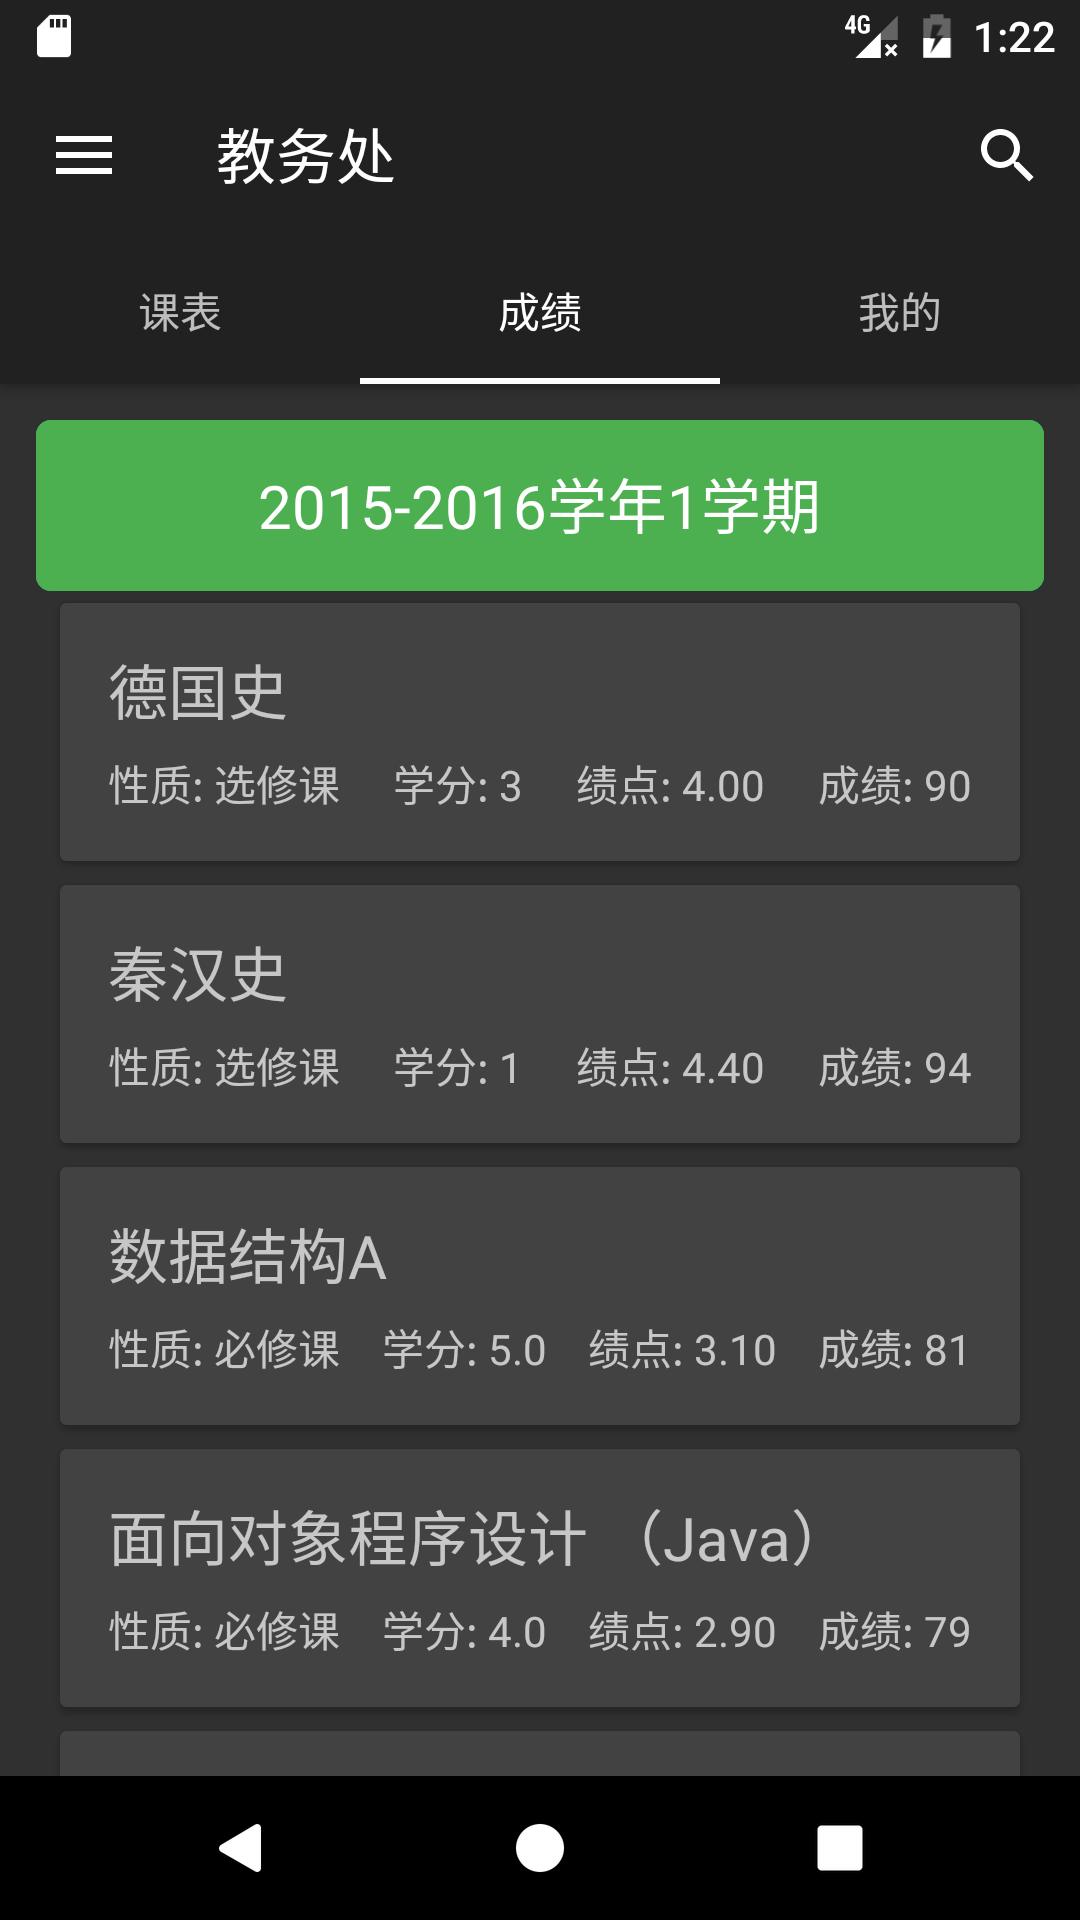 4G 1:22
教务处
课表 成绩 我的
2015-2016学年1学期
德国史
性质: 选修课 学分: 3 绩点: 4.00 成绩: 90
秦汉史
性质: 选修课 学分: 1 绩点: 4.40 成绩: 94
数据结构A
性质: 必修课 学分: 5.0 绩点: 3.10 成绩: 81
面向对象程序设计 （Java）
性质: 必修课 学分: 4.0 绩点: 2.90 成绩: 79